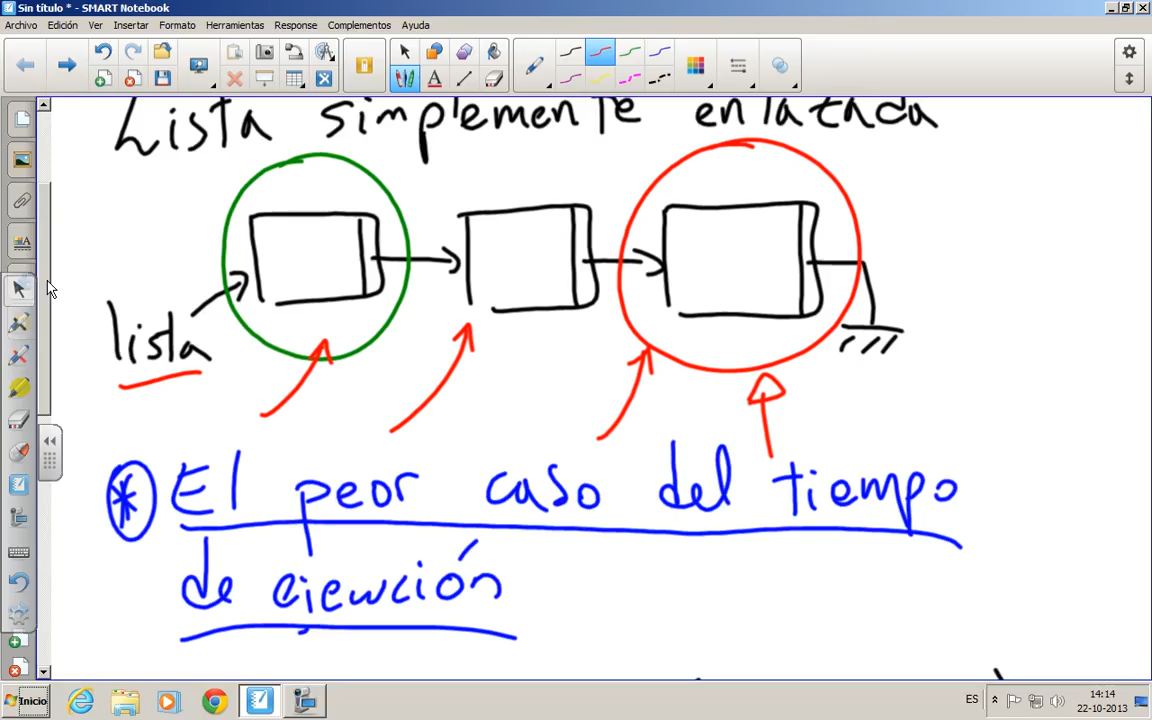 Sin título * - SMART Notebook
Archivo Edición Ver Insertar Formato Herramientas Response Complementos Ayuda
Lista simplemente enlazada
lista
* El peor caso del tiempo
de ejewción
Inicio
ES
14:14
22-10-2013